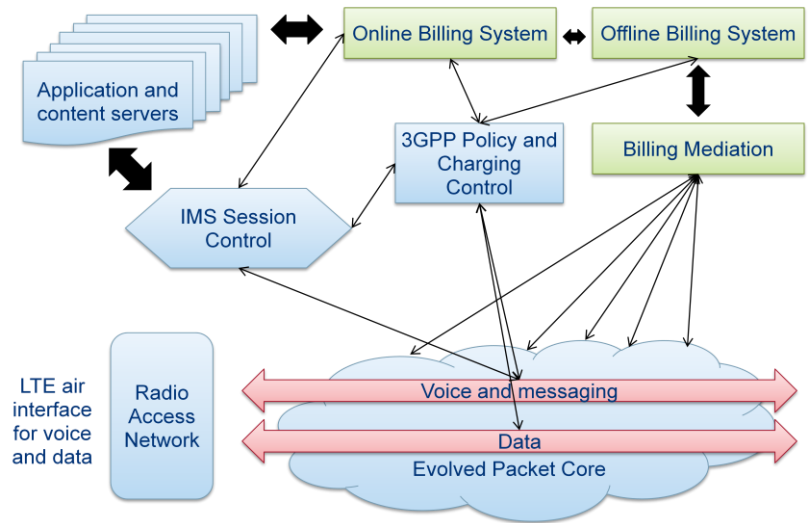 Online Billing System
Offline Billing System
Application and
content servers
3GPP Policy and
Charging
Control
Billing Mediation
IMS Session
Control
LTE air
interface
for voice
and data
Radio
Access
Network
Voice and messaging
Data
Evolved Packet Core